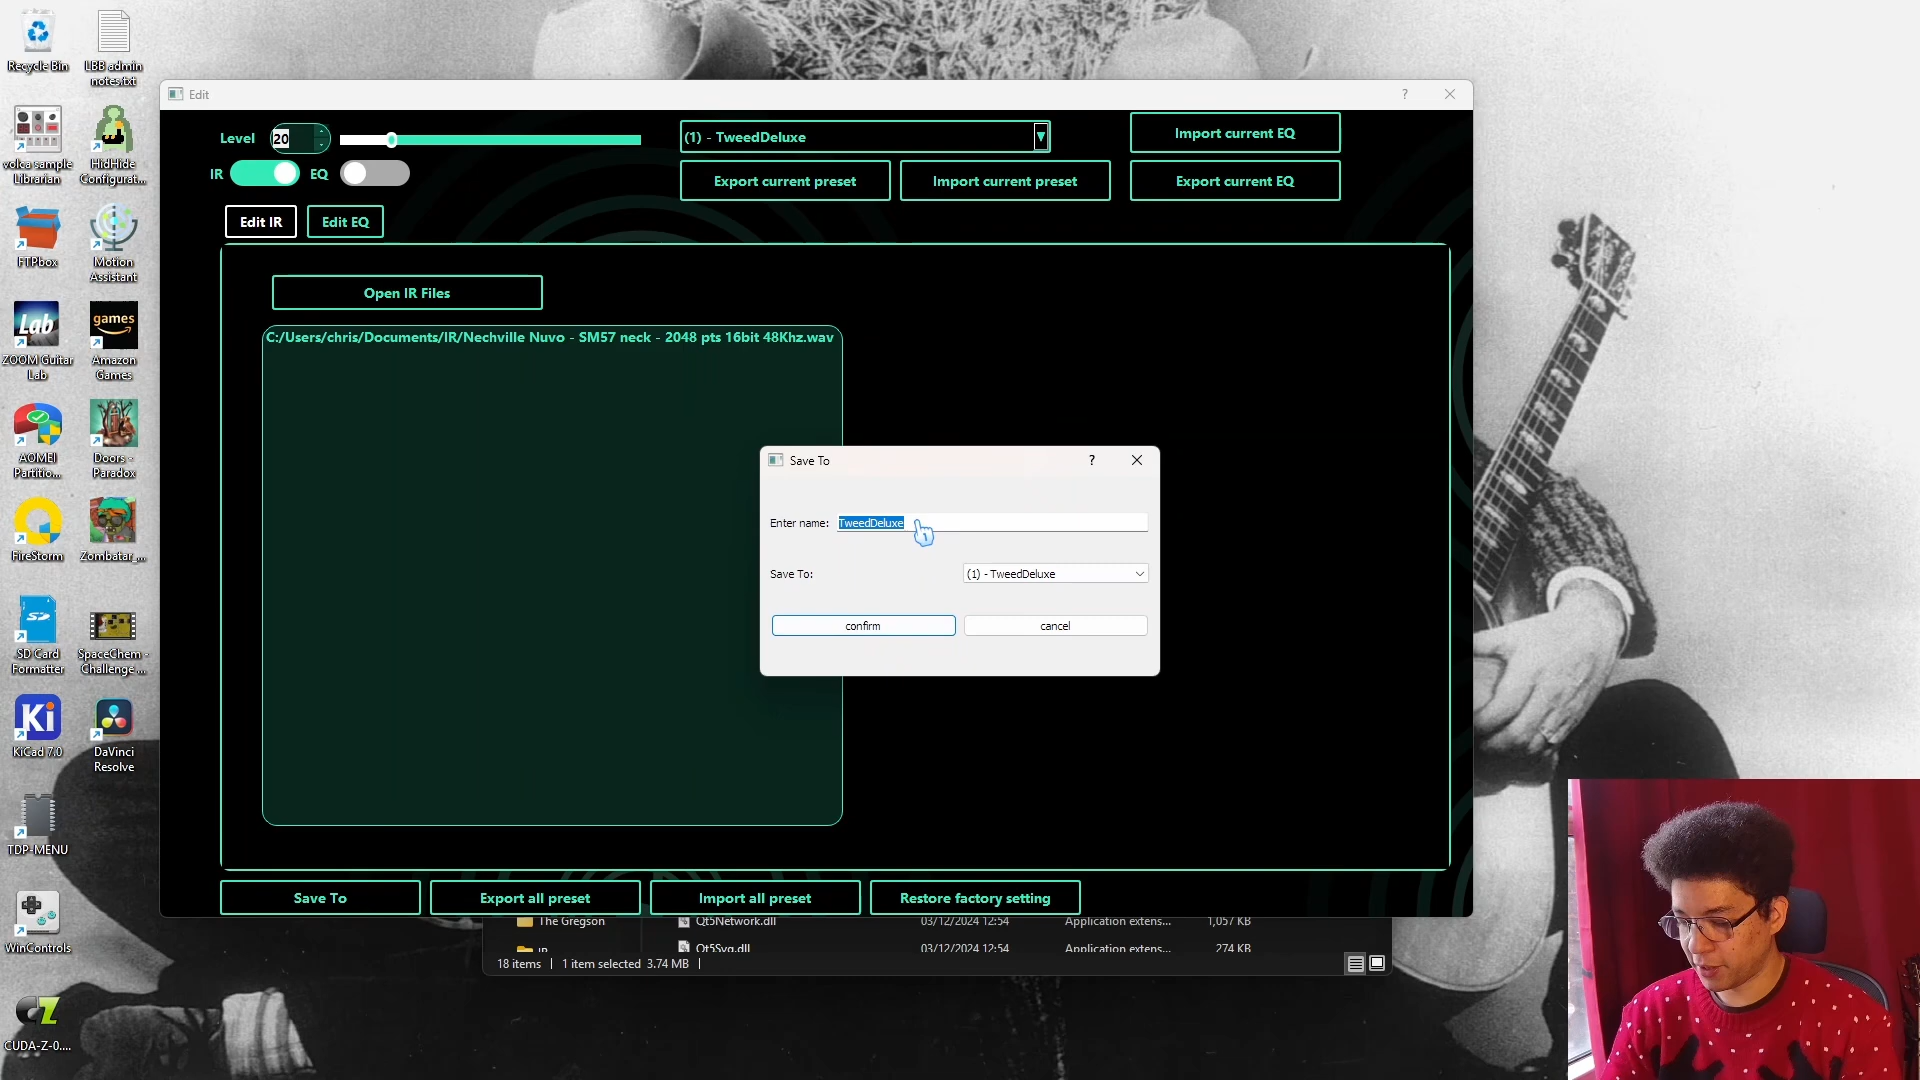 Recycle Bin
LBB admin
notes.txt
volca sample
Librarian
HidHide
Configurat...
FTPbox
Motion
Assistant
Lab
ZOOM Guitar
Lab
games
Amazon
Games
AOMEI
Partitio...
Doors -
Paradox
FireStorm
Zombatar_...
SD
SD Card
Formatter
SpaceChem -
Challenge ...
Ki
KiCad 7.0
DaVinci
Resolve
TDP-MENU
WinControls
CZ
CUDA-Z-0....
Edit
?
Level
20
(1) - TweedDeluxe
Import current EQ
IR
EQ
Export current preset
Import current preset
Export current EQ
Edit IR
Edit EQ
Open IR Files
C:/Users/chris/Documents/IR/Nechville Nuvo - SM57 neck - 2048 pts 16bit 48Khz.wav
Save To
?
Enter name:
TweedDeluxe
Save To:
(1) - TweedDeluxe
confirm
cancel
Save To
Export all preset
Import all preset
Restore factory setting
The Gregson
Qt5Network.dll
03/12/2024 12:54
Application extens...
1,057 KB
IR
Qt5Svg.dll
03/12/2024 12:54
Application extens...
274 KB
18 items
1 item selected 3.74 MB